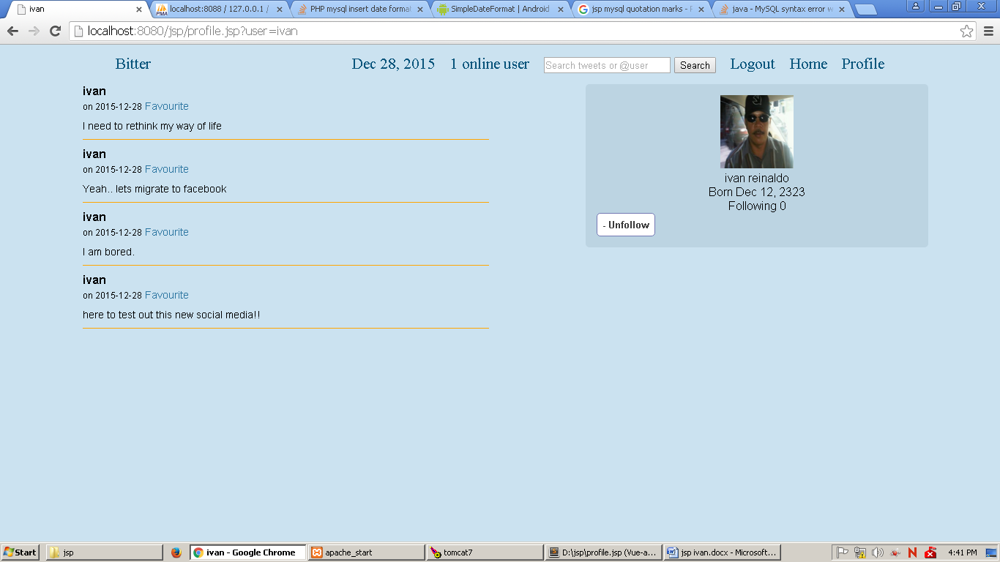 ivan
localhost:8088 / 127.0.0.1 /
PHP mysql insert date forma
SimpleDateFormat | Android
jsp mysql quotation marks -
java - MySQL syntax error w
localhost:8080/jsp/profile.jsp?user=ivan
Bitter
Dec 28, 2015
1 online user
Search tweets or @user
Search
Logout
Home
Profile
ivan
on 2015-12-28 Favourite
I need to rethink my way of life
ivan
on 2015-12-28 Favourite
Yeah.. lets migrate to facebook
ivan
on 2015-12-28 Favourite
I am bored.
ivan
on 2015-12-28 Favourite
here to test out this new social media!!
ivan reinaldo
Born Dec 12, 2323
Following 0
- Unfollow
Start
jsp
ivan - Google Chrome
apache_start
tomcat7
D:\jsp\profile.jsp (Vue-a...
jsp ivan.docx - Microsoft...
4:41 PM